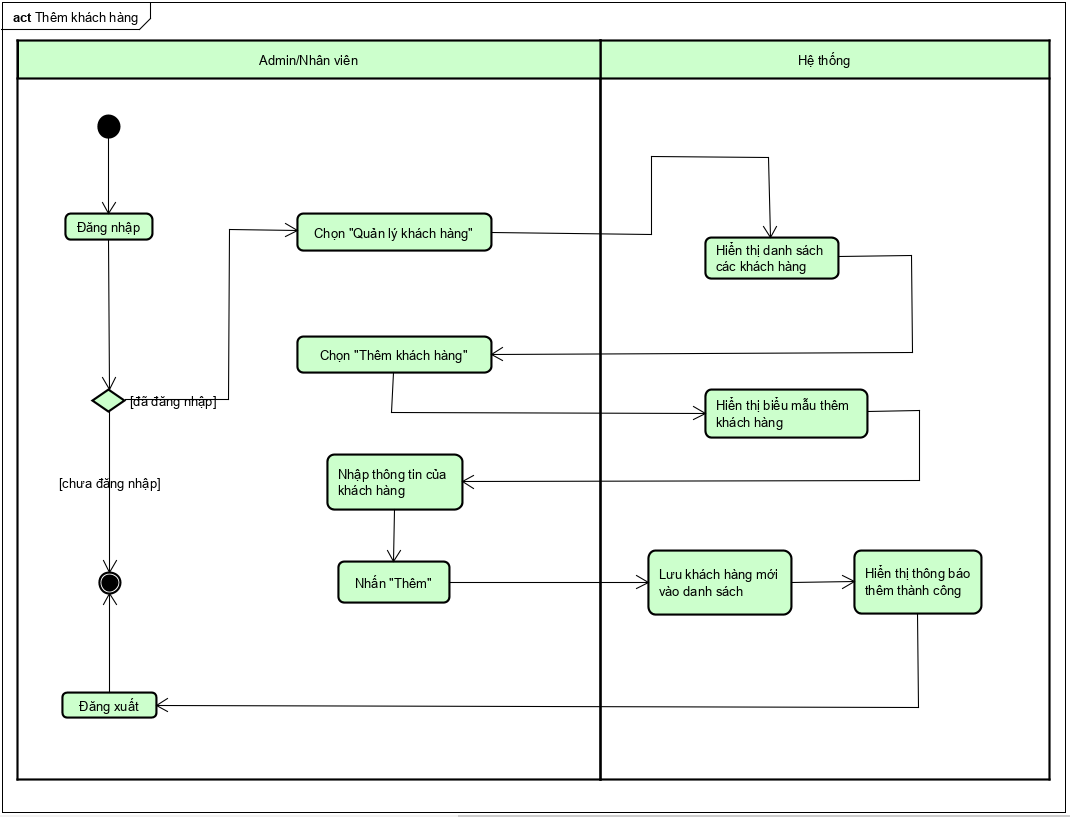 act Thêm khách hàng
Admin/Nhân viên
Hệ thống
Đăng nhập
Chọn "Quản lý khách hàng"
Hiển thị danh sách
các khách hàng
Chọn "Thêm khách hàng"
[đã đăng nhập]
Hiển thị biểu mẫu thêm
khách hàng
Nhập thông tin của
khách hàng
[chưa đăng nhập]
Nhấn "Thêm"
Lưu khách hàng mới
vào danh sách
Hiển thị thông báo
thêm thành công
Đăng xuất